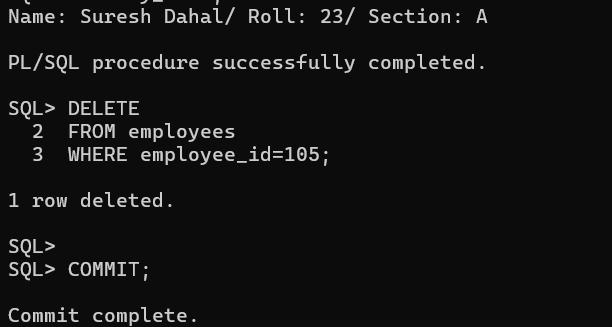 Name: Suresh Dahal/ Roll: 23/ Section: A
PL/SQL procedure successfully completed.
SQL> DELETE
  2  FROM employees
  3  WHERE employee_id=105;
1 row deleted.
SQL>
SQL> COMMIT;
Commit complete.